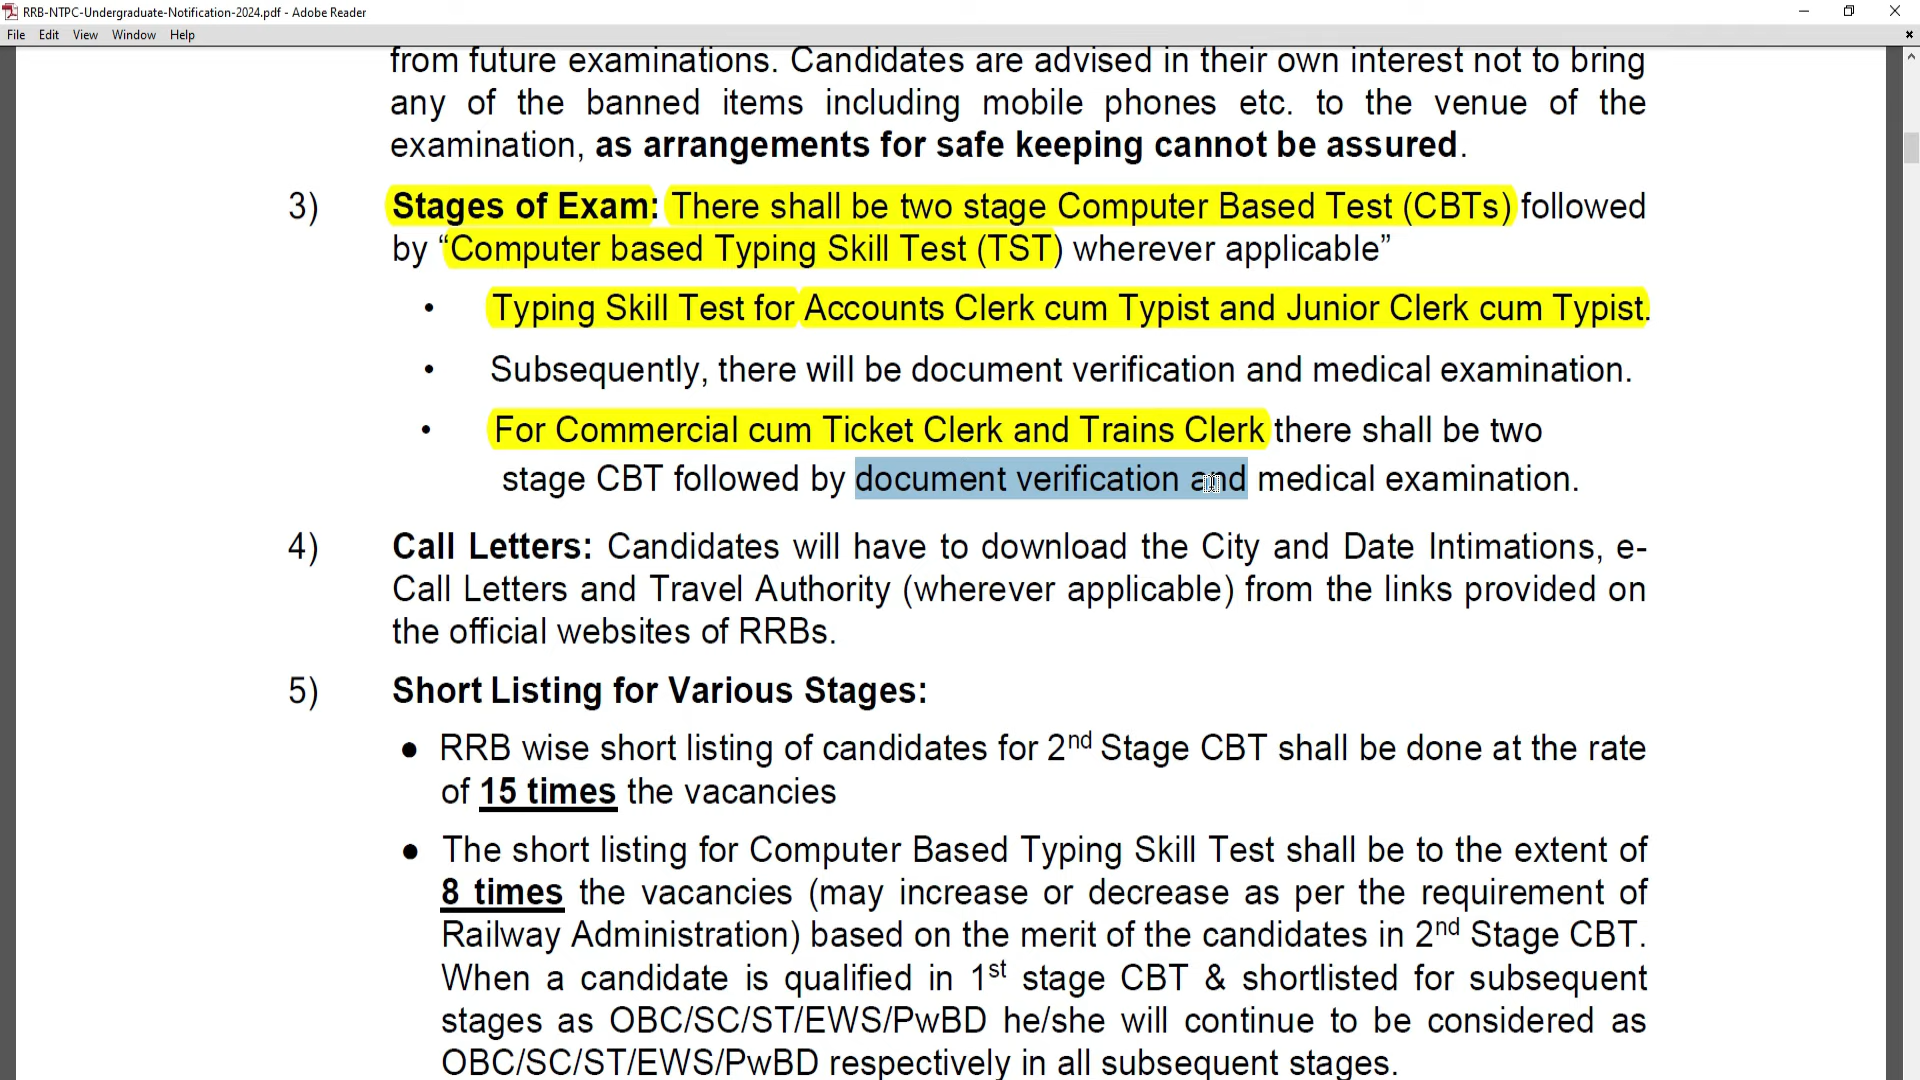 RRB-NTPC-Undergraduate-Notification-2024.pdf - Adobe Reader
File Edit View Window Help
from future examinations. Candidates are advised in their own interest not to bring
any of the banned items including mobile phones etc. to the venue of the
examination, as arrangements for safe keeping cannot be assured.
3) Stages of Exam: There shall be two stage Computer Based Test (CBTs) followed
by “Computer based Typing Skill Test (TST) wherever applicable”
• Typing Skill Test for Accounts Clerk cum Typist and Junior Clerk cum Typist.
• Subsequently, there will be document verification and medical examination.
• For Commercial cum Ticket Clerk and Trains Clerk there shall be two
stage CBT followed by document verification and medical examination.
4) Call Letters: Candidates will have to download the City and Date Intimations, e-
Call Letters and Travel Authority (wherever applicable) from the links provided on
the official websites of RRBs.
5) Short Listing for Various Stages:
● RRB wise short listing of candidates for 2nd Stage CBT shall be done at the rate
of 15 times the vacancies
● The short listing for Computer Based Typing Skill Test shall be to the extent of
8 times the vacancies (may increase or decrease as per the requirement of
Railway Administration) based on the merit of the candidates in 2nd Stage CBT.
When a candidate is qualified in 1st stage CBT & shortlisted for subsequent
stages as OBC/SC/ST/EWS/PwBD he/she will continue to be considered as
OBC/SC/ST/EWS/PwBD respectively in all subsequent stages.